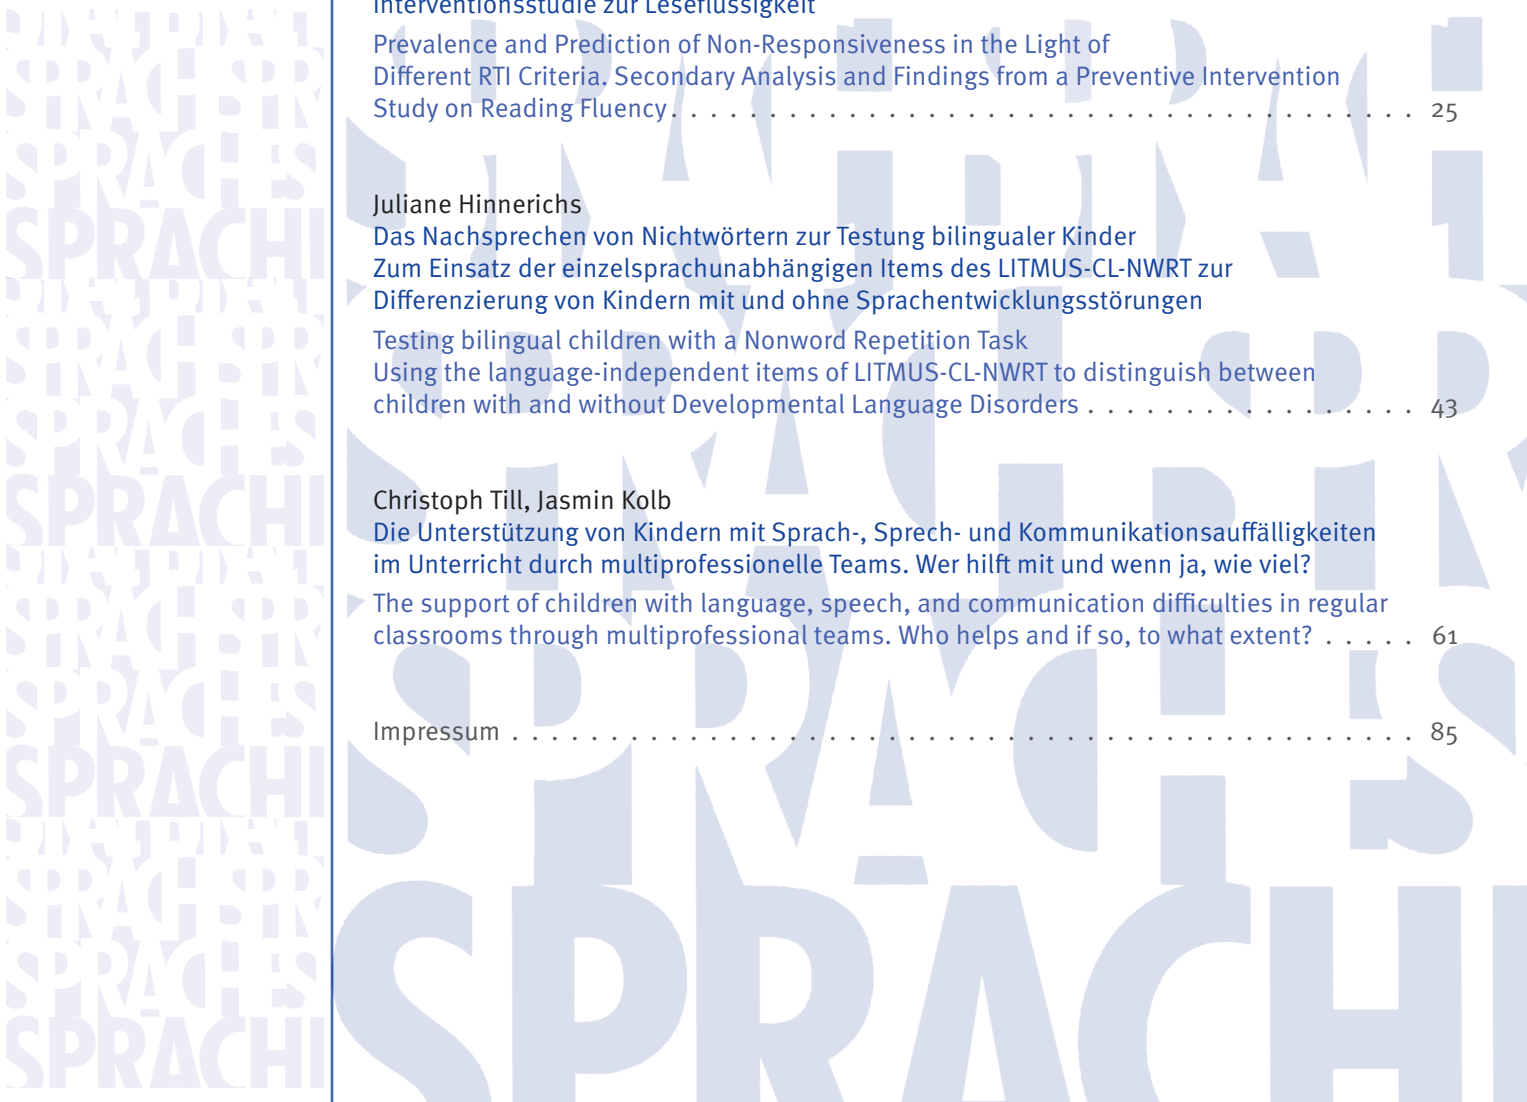 Interventionsstudie zur Leseflüssigkeit
Prevalence and Prediction of Non-Responsiveness in the Light of
Different RTI Criteria. Secondary Analysis and Findings from a Preventive Intervention
Study on Reading Fluency . . . . . . . . . . . . . . . . . . . . . . . . . . . . . . . . . . . . . . 25
Juliane Hinnerichs
Das Nachsprechen von Nichtwörtern zur Testung bilingualer Kinder
Zum Einsatz der einzelsprachunabhängigen Items des LITMUS-CL-NWRT zur
Differenzierung von Kindern mit und ohne Sprachentwicklungsstörungen
Testing bilingual children with a Nonword Repetition Task
Using the language-independent items of LITMUS-CL-NWRT to distinguish between
children with and without Developmental Language Disorders . . . . . . . . . . . . . . . . . 43
Christoph Till, Jasmin Kolb
Die Unterstützung von Kindern mit Sprach-, Sprech- und Kommunikationsauffälligkeiten
im Unterricht durch multiprofessionelle Teams. Wer hilft mit und wenn ja, wie viel?
The support of children with language, speech, and communication difficulties in regular
classrooms through multiprofessional teams. Who helps and if so, to what extent? . . . . . 61
Impressum . . . . . . . . . . . . . . . . . . . . . . . . . . . . . . . . . . . . . . . . . . . . . . 85